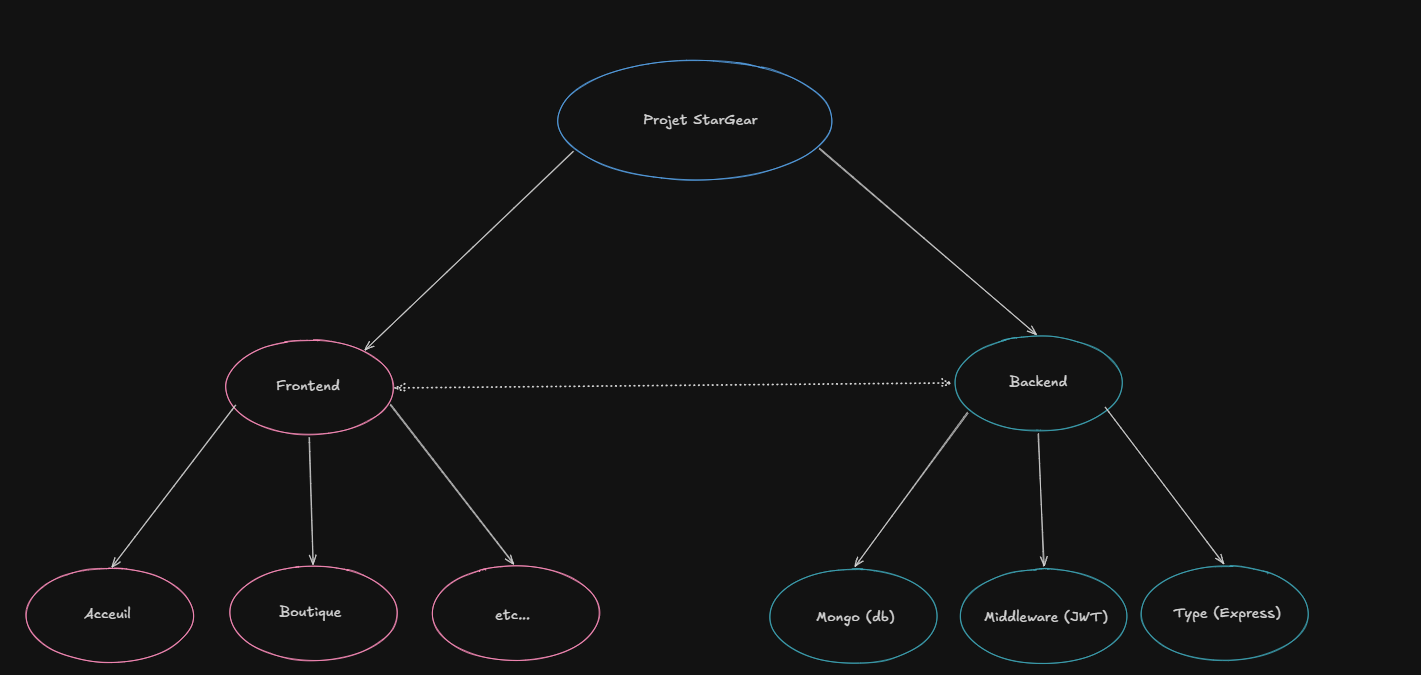 Projet StarGear
Frontend
Backend
Acceuil
Boutique
etc...
Mongo (db)
Middleware (JWT)
Type (Express)